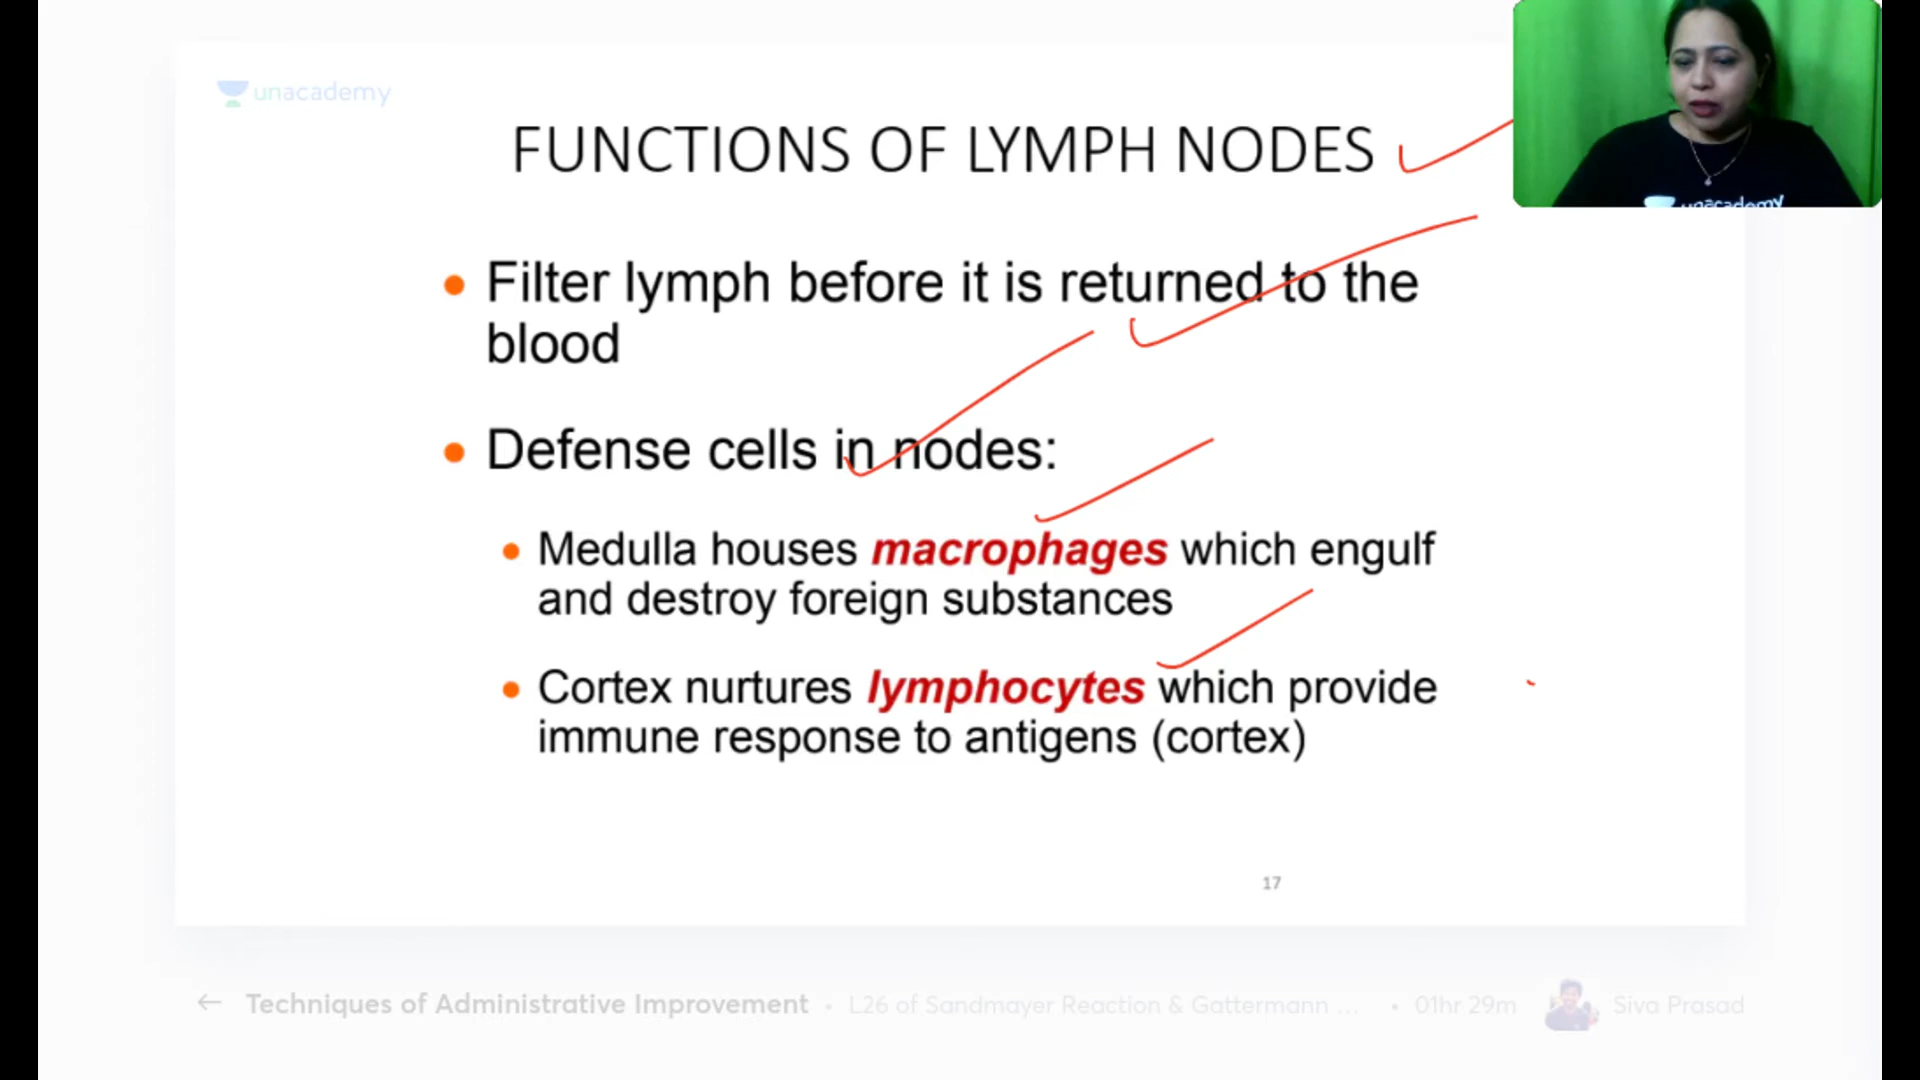 unacademy
FUNCTIONS OF LYMPH NODES
Filter lymph before it is returned to the
blood
Defense cells in nodes:
Medulla houses macrophages which engulf
and destroy foreign substances
Cortex nurtures lymphocytes which provide
immune response to antigens (cortex)
17
unacademy
← Techniques of Administrative Improvement • L26 of Sandmayer Reaction & Gattermann ... • 01hr 29m Siva Prasad